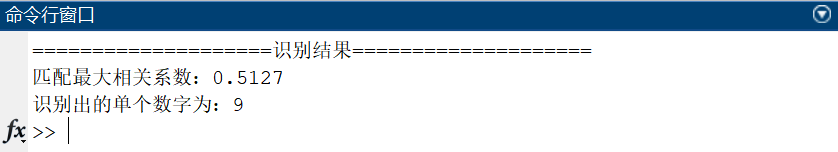 命令行窗口
====================识别结果====================
匹配最大相关系数: 0.5127
识别出的单个数字为: 9
fx >>